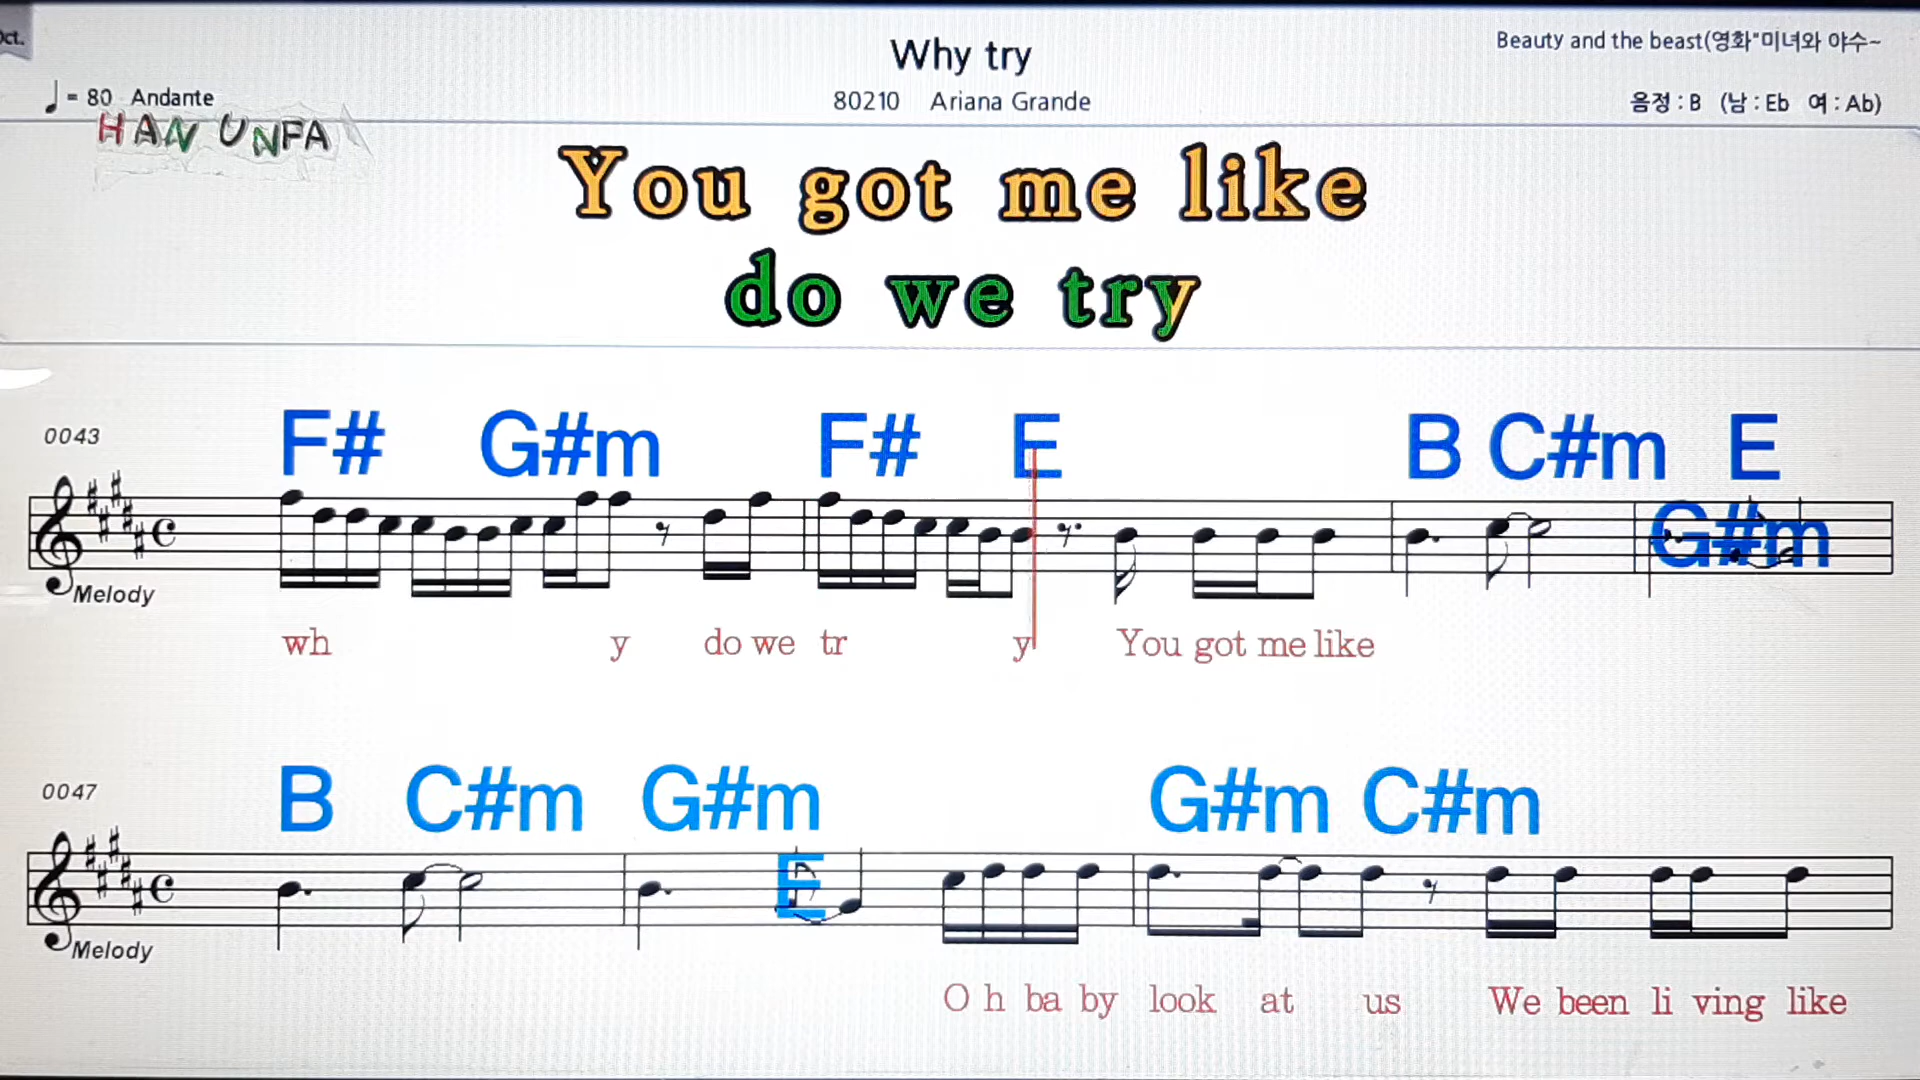 Oct.
Why try
Beauty and the beast(영화"미녀와 야수~
♩ = 80 Andante
80210 Ariana Grande
음정 : B (남 : Eb 여 : Ab)
HAN UNFA
You got me like
do we try
0043
F# G#m F# E B C#m E
G#m
Melody
wh y do we tr y You got me like
0047
B C#m G#m G#m C#m
E
Melody
O h ba by look at us We been li ving like